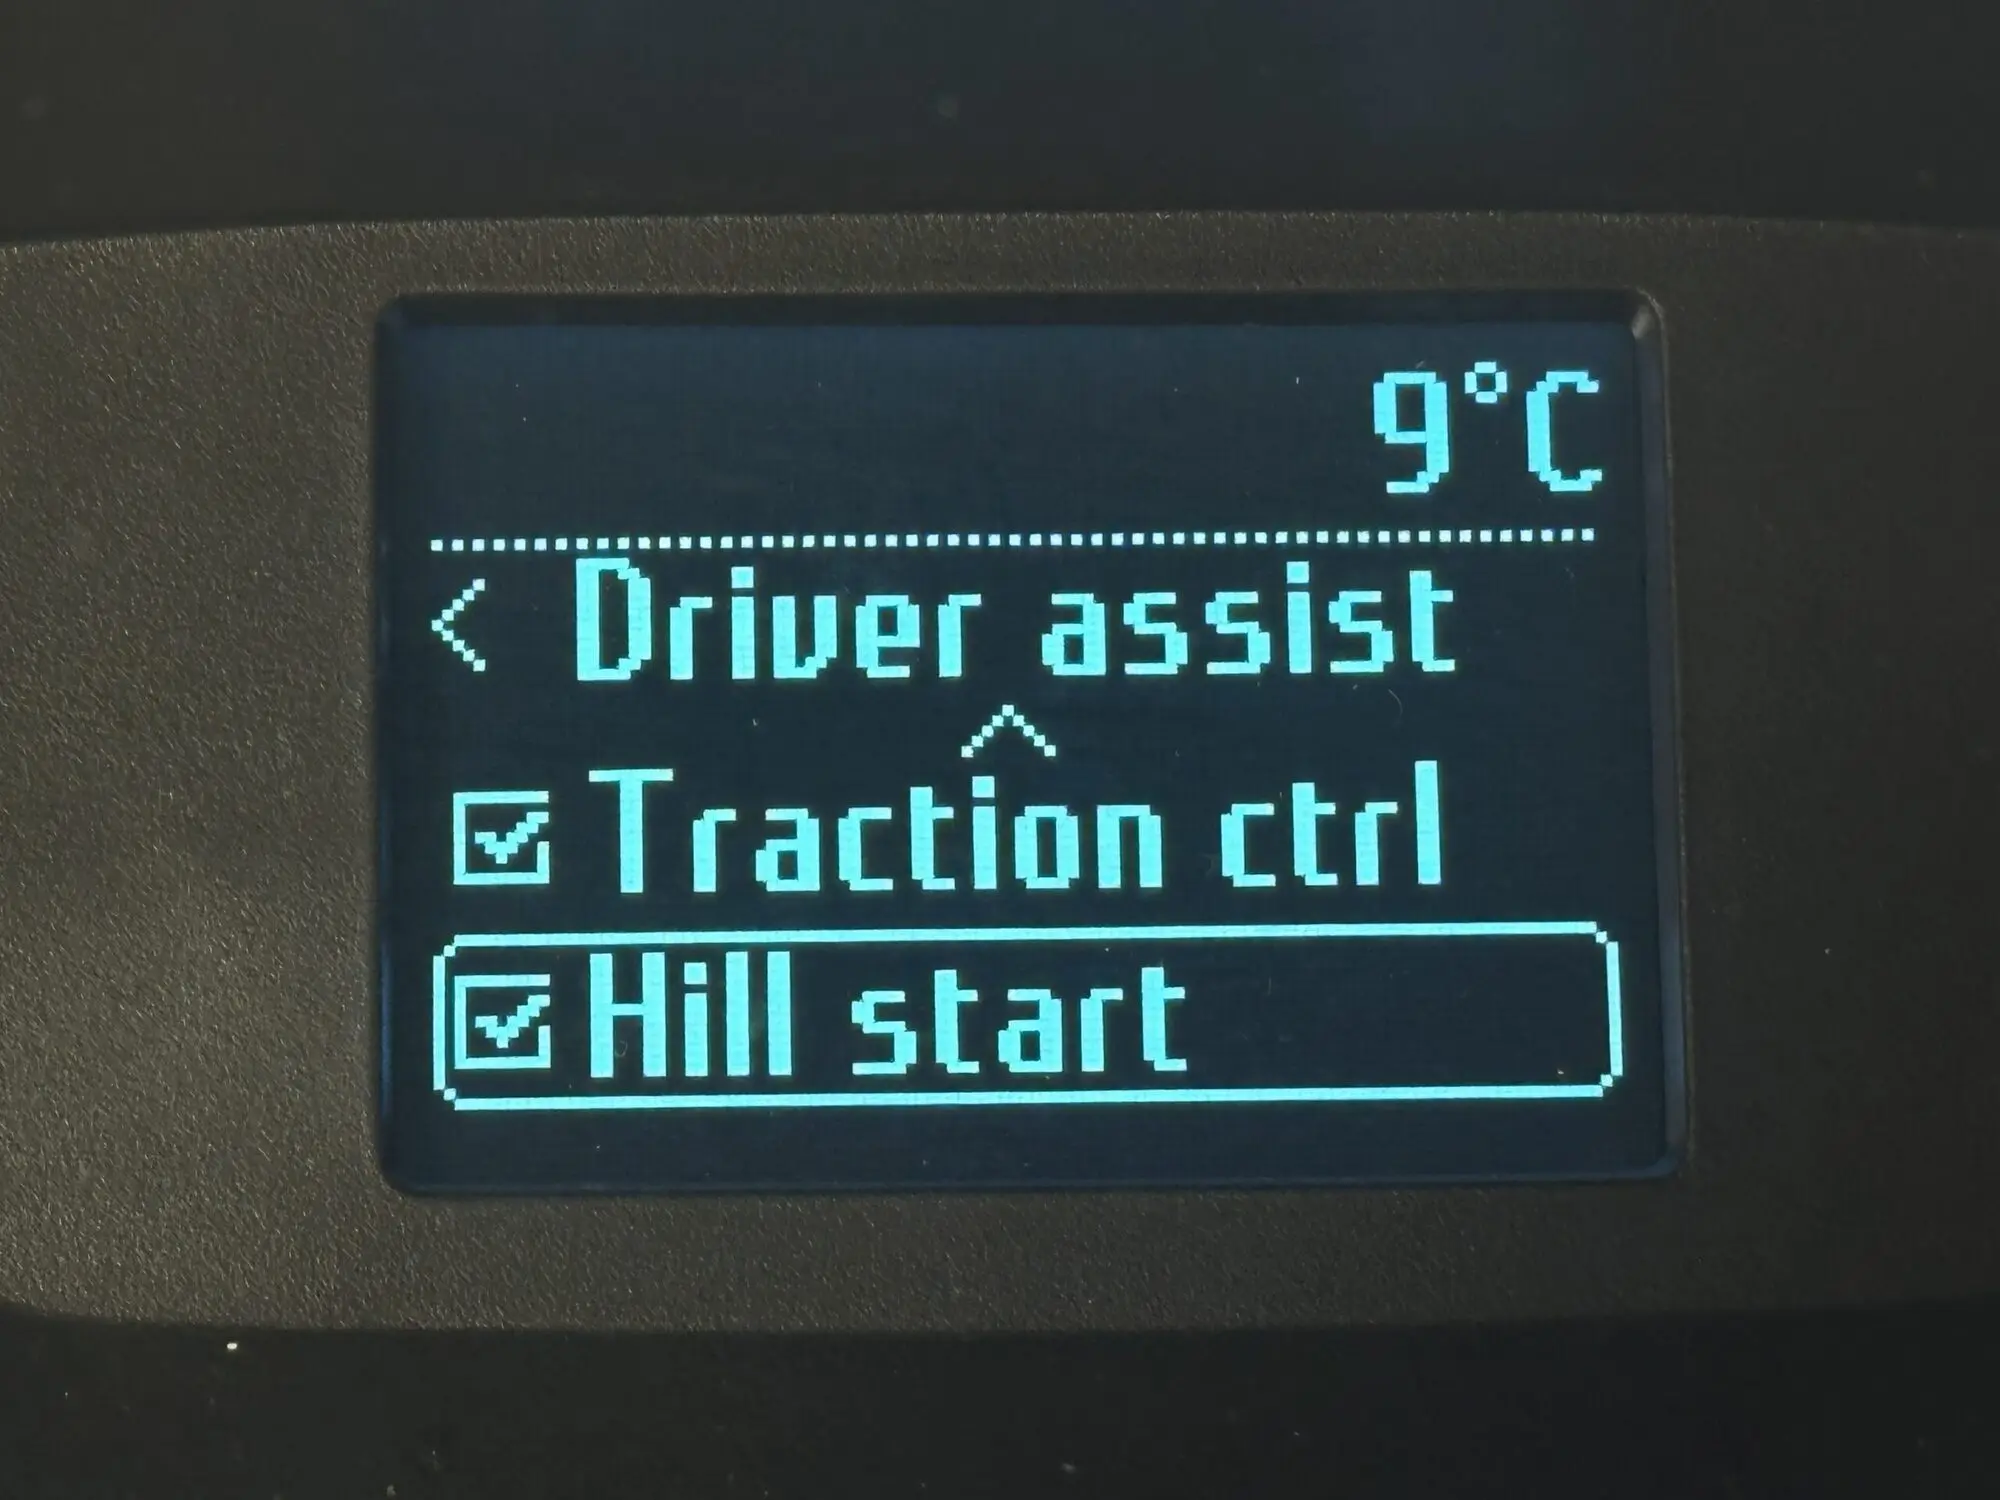 9°C
< Driver assist
Traction ctrl
Hill start